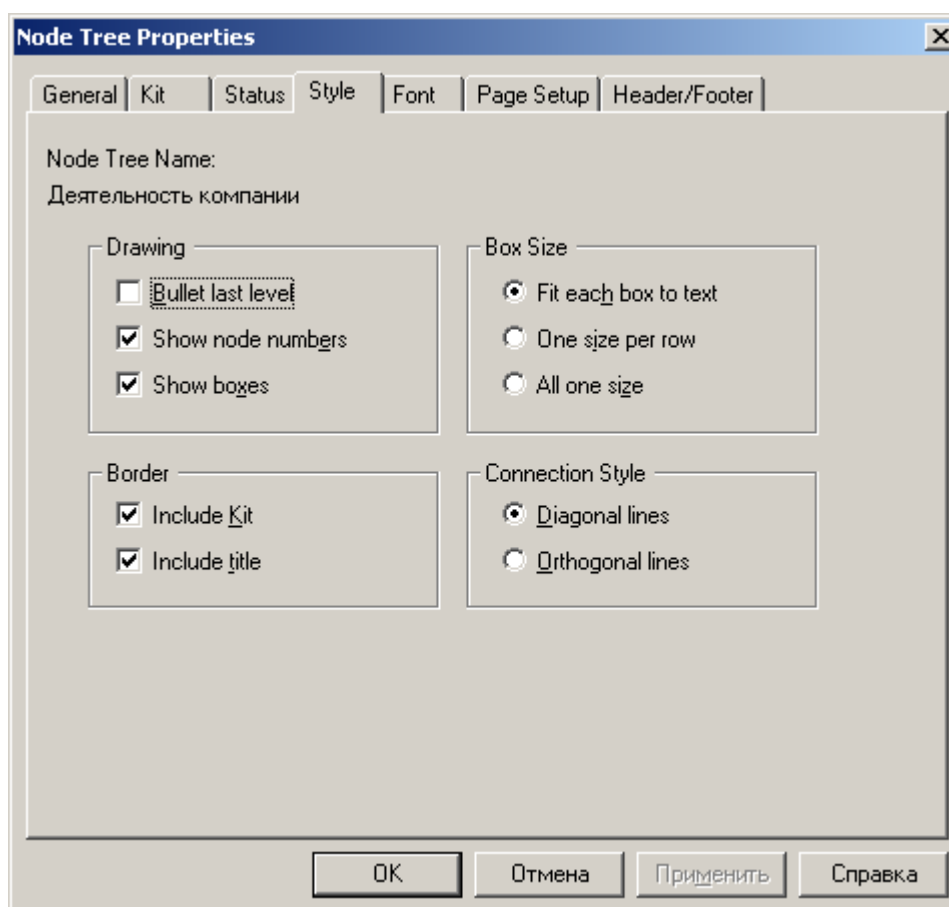 Node Tree Properties
General Kit Status Style Font Page Setup Header/Footer
Node Tree Name:
Деятельность компании
Drawing
Bullet last level
Show node numbers
Show boxes
Box Size
Fit each box to text
One size per row
All one size
Border
Include Kit
Include title
Connection Style
Diagonal lines
Orthogonal lines
OK Отмена Применить Справка